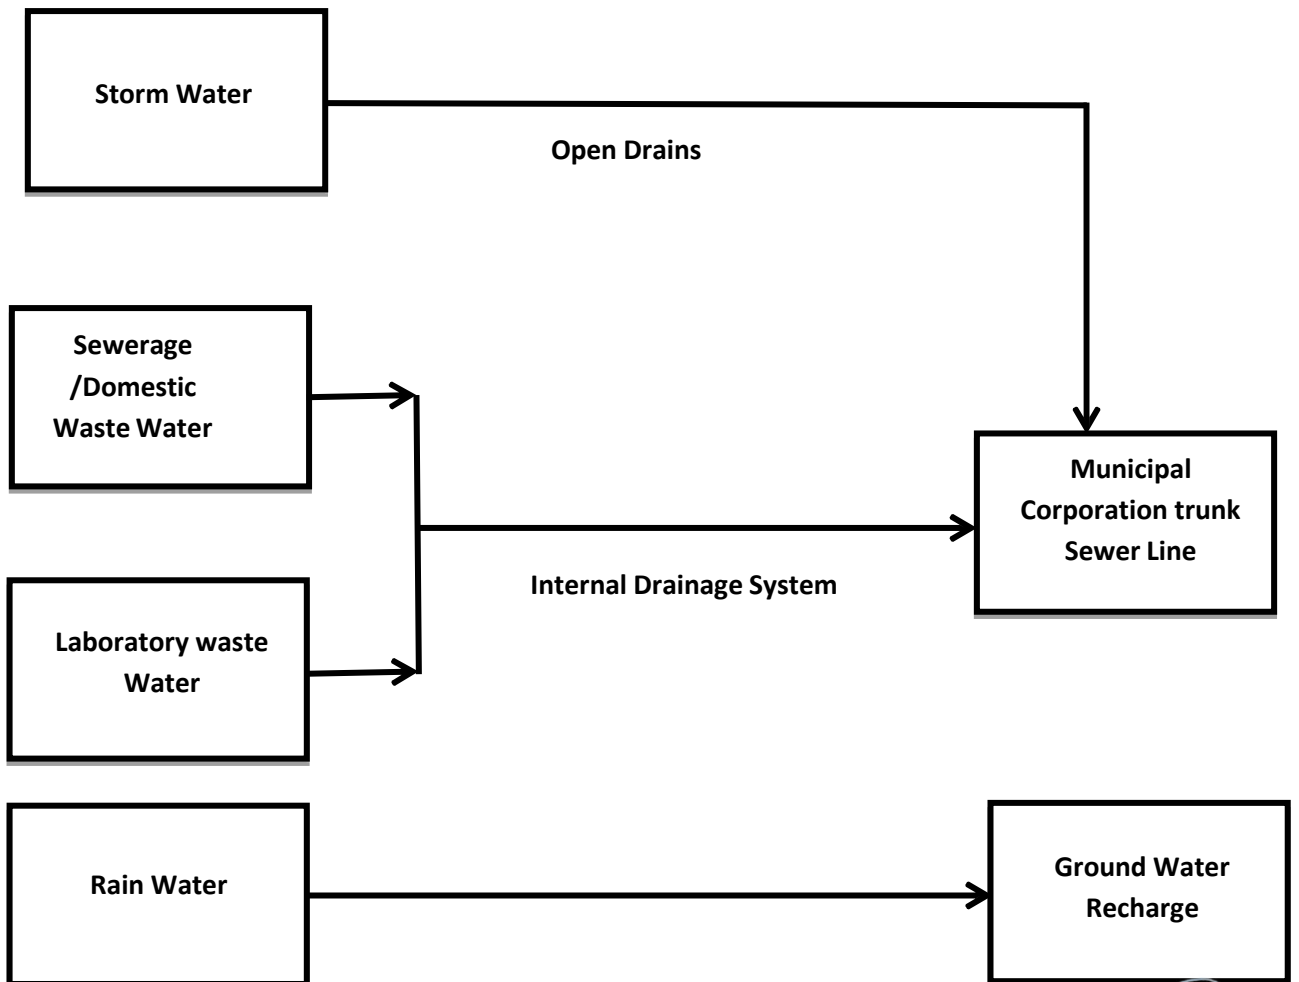 Storm Water
Open Drains
Sewerage
/Domestic
Waste Water
Municipal
Corporation trunk
Sewer Line
Internal Drainage System
Laboratory waste
Water
Rain Water
Ground Water
Recharge